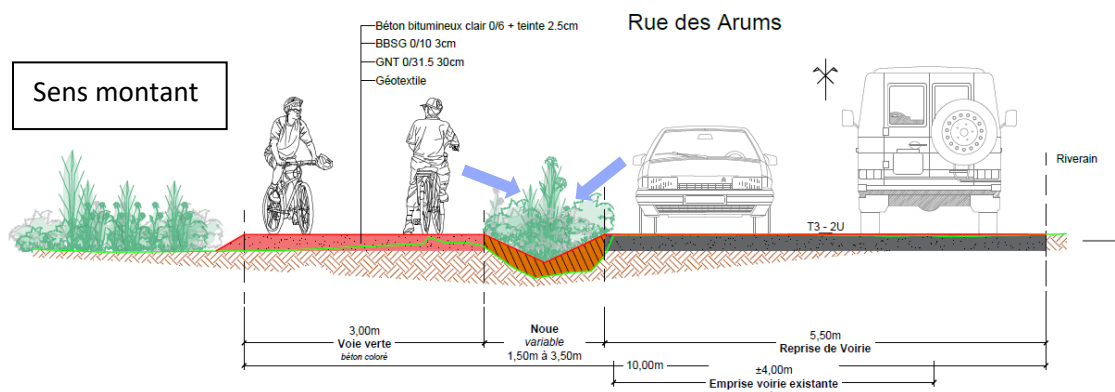 Rue des Arums
Béton bitumineux clair 0/6 + teinte 2.5cm
BBSG 0/10 3cm
GNT 0/31.5 30cm
Géotextile
Sens montant
Riverain
T3 - 2U
3,00m
Voie verte
béton coloré
Noue
variable
1,50m à 3,50m
5,50m
Reprise de Voirie
10,00m
±4,00m
Emprise voirie existante